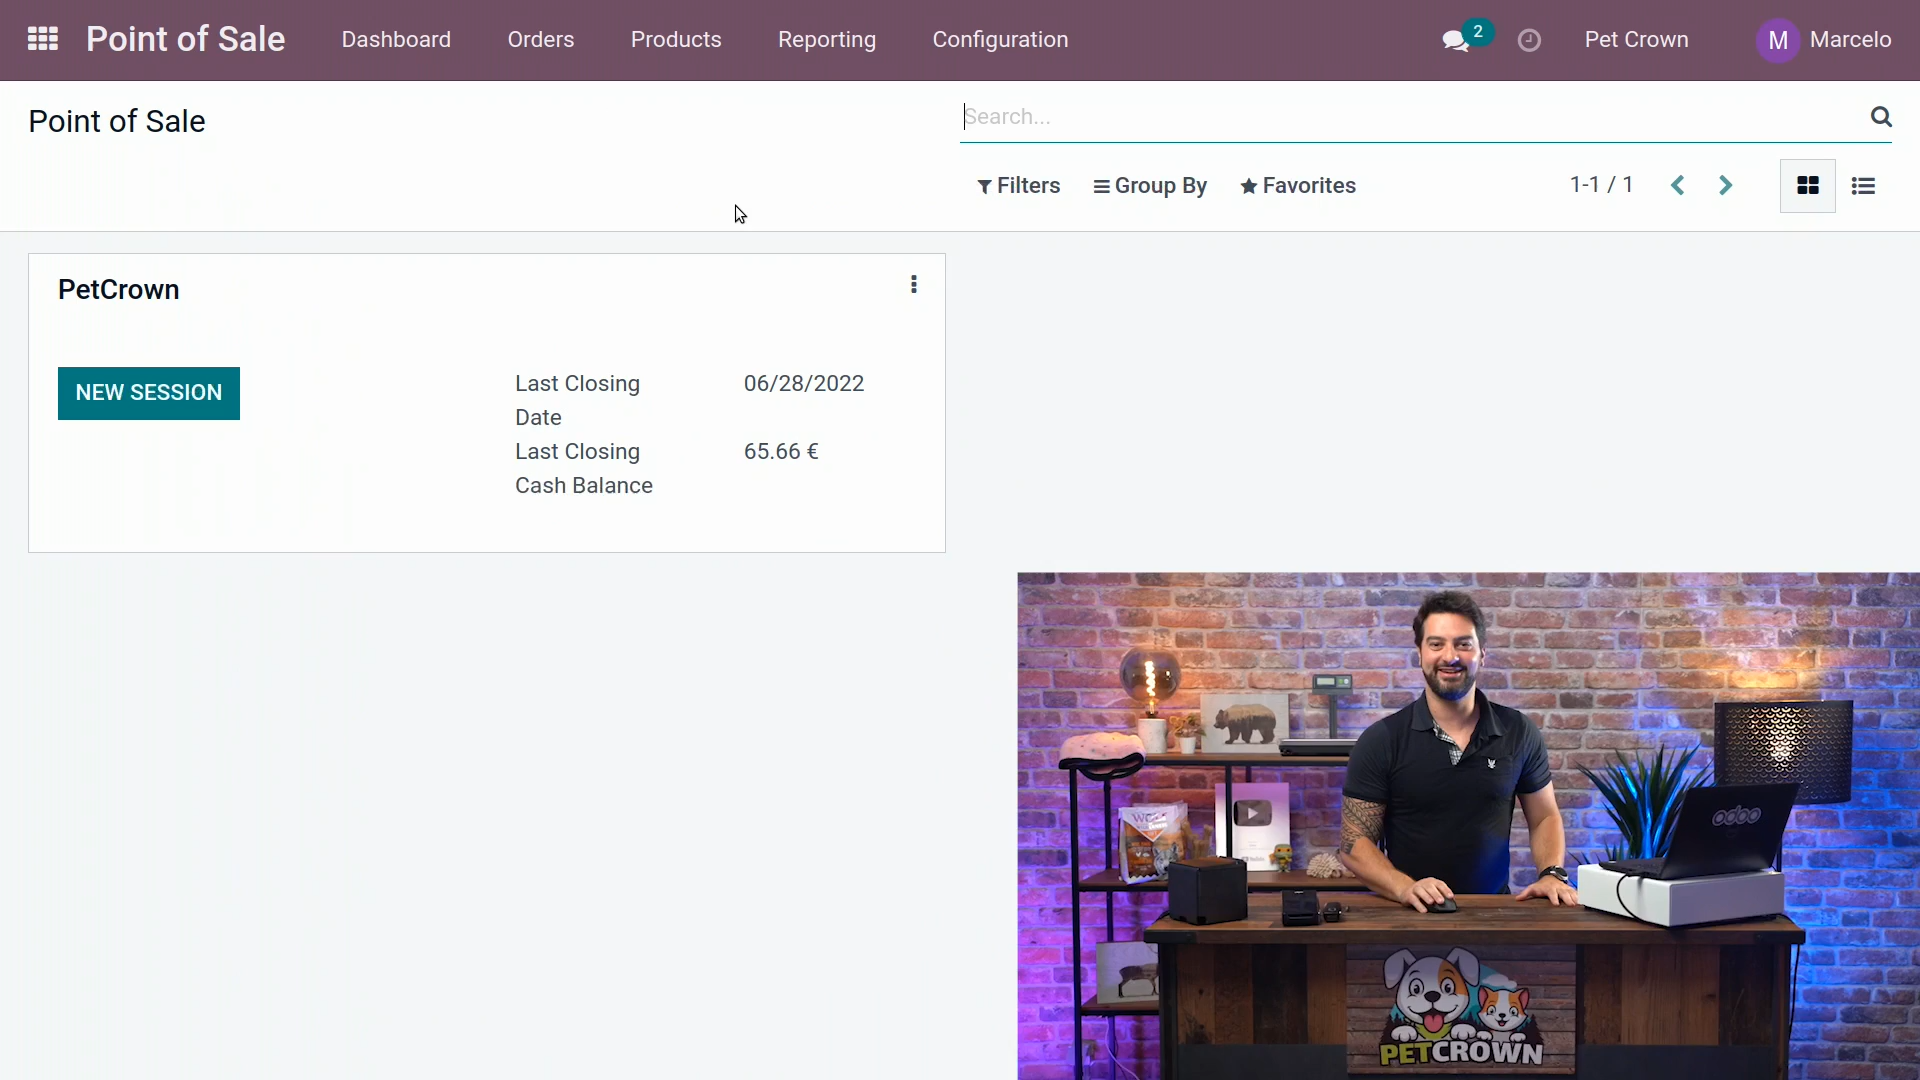 Point of Sale
Dashboard
Orders
Products
Reporting
Configuration
2
Pet Crown
M
Marcelo
Point of Sale
Search...
Filters
Group By
Favorites
1-1 / 1
PetCrown
NEW SESSION
Last Closing Date
06/28/2022
Last Closing Cash Balance
65.66 €
WOLF
odoo
PETCROWN